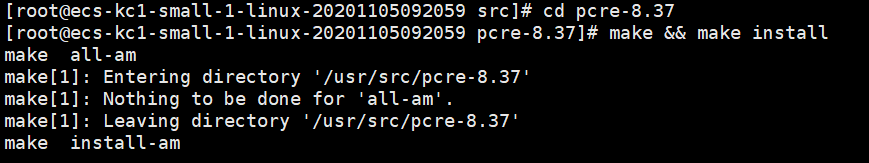 [root@ecs-kc1-small-1-linux-20201105092059 src]# cd pcre-8.37
[root@ecs-kc1-small-1-linux-20201105092059 pcre-8.37]# make && make install
make  all-am
make[1]: Entering directory '/usr/src/pcre-8.37'
make[1]: Nothing to be done for 'all-am'.
make[1]: Leaving directory '/usr/src/pcre-8.37'
make  install-am